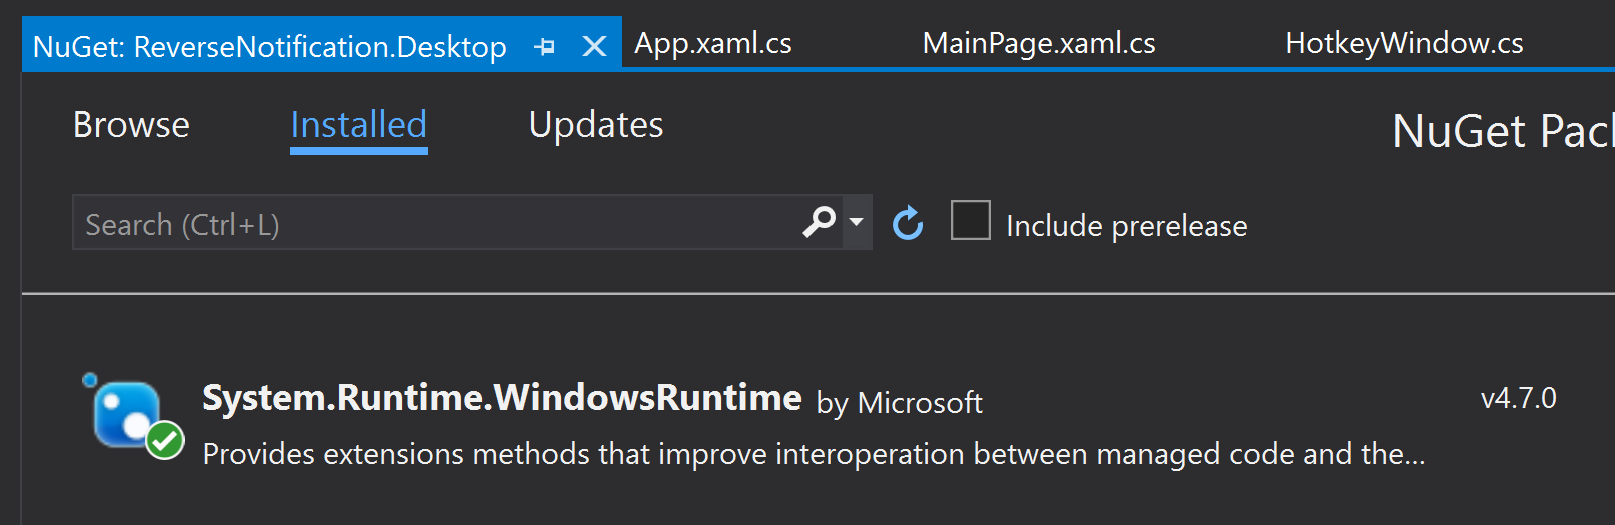 NuGet: ReverseNotification.Desktop App.xaml.cs MainPage.xaml.cs HotkeyWindow.cs
Browse Installed Updates NuGet Pac
Search (Ctrl+L) Include prerelease
System.Runtime.WindowsRuntime by Microsoft v4.7.0
Provides extensions methods that improve interoperation between managed code and the...